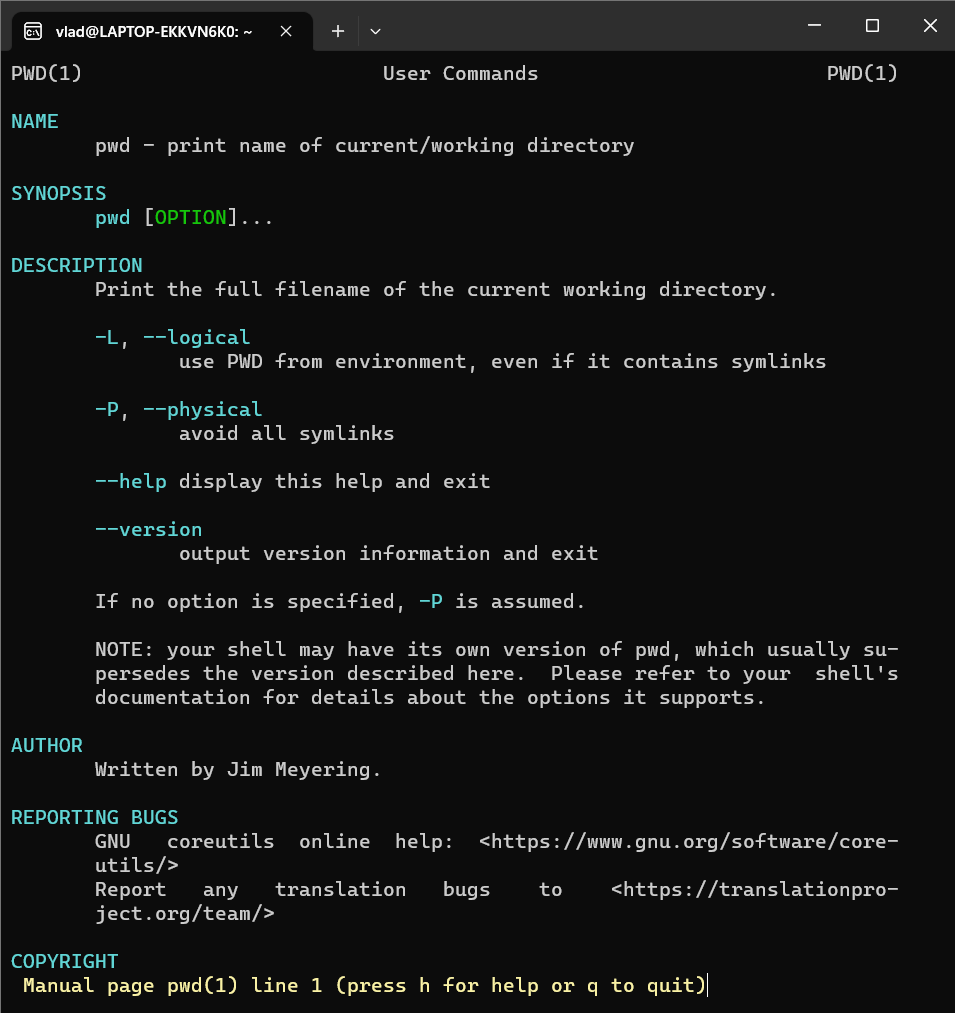 vlad@LAPTOP-EKKVN6K0: ~
PWD(1) User Commands PWD(1)
NAME
pwd - print name of current/working directory
SYNOPSIS
pwd [OPTION]...
DESCRIPTION
Print the full filename of the current working directory.
-L, --logical
use PWD from environment, even if it contains symlinks
-P, --physical
avoid all symlinks
--help display this help and exit
--version
output version information and exit
If no option is specified, -P is assumed.
NOTE: your shell may have its own version of pwd, which usually su-
persedes the version described here. Please refer to your shell's
documentation for details about the options it supports.
AUTHOR
Written by Jim Meyering.
REPORTING BUGS
GNU coreutils online help: <https://www.gnu.org/software/core-
utils/>
Report any translation bugs to <https://translationpro-
ject.org/team/>
COPYRIGHT
Manual page pwd(1) line 1 (press h for help or q to quit)